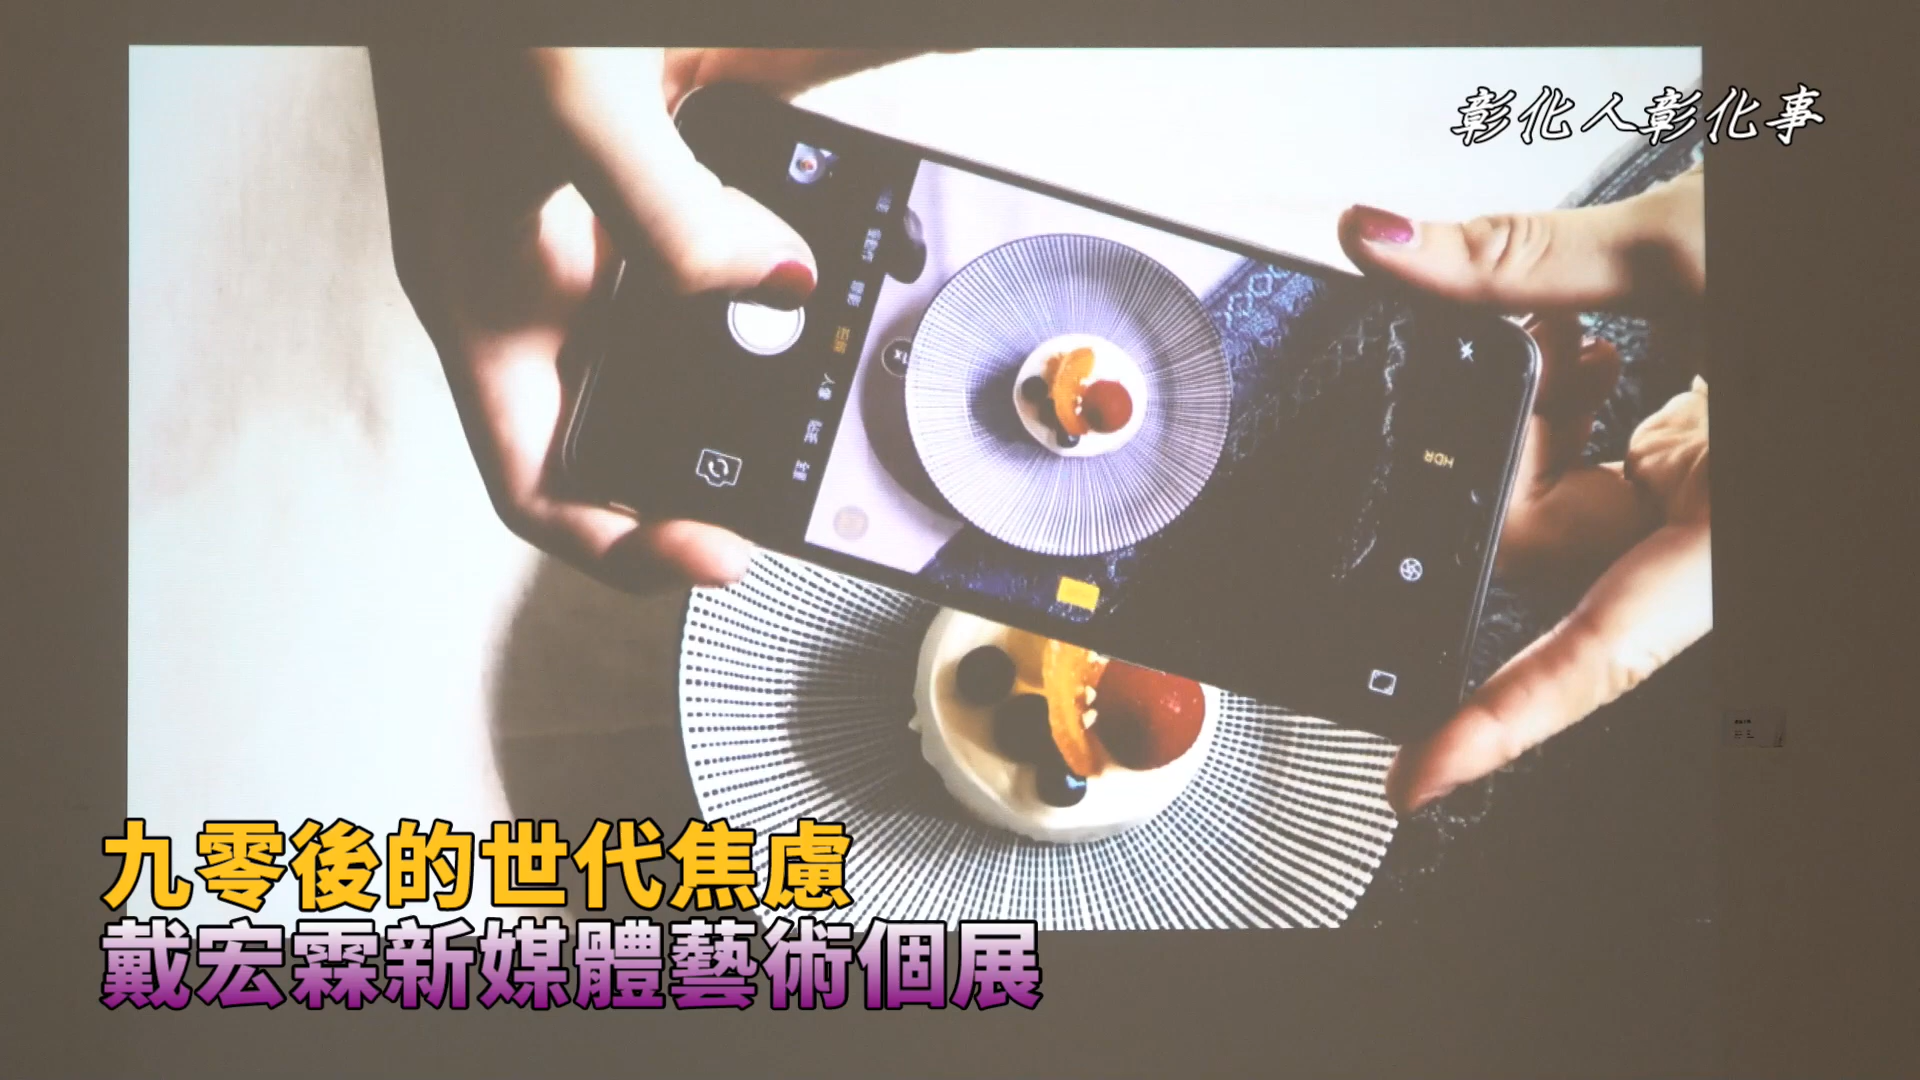 彰化人彰化事
1x
HDR
九零後的世代焦慮
戴宏霖新媒體藝術個展